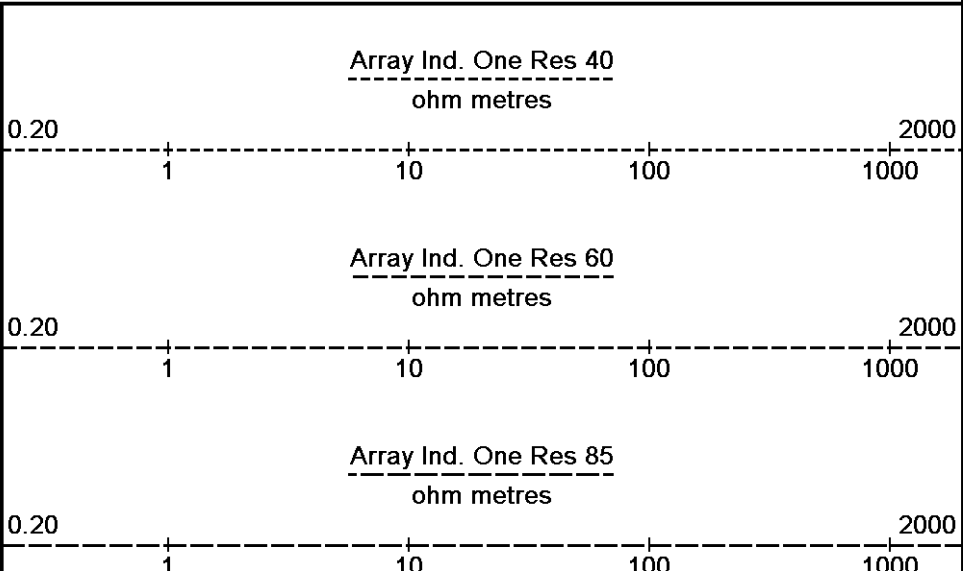 Array Ind. One Res 40
ohm metres
0.20 2000
1 10 100 1000
Array Ind. One Res 60
ohm metres
0.20 2000
1 10 100 1000
Array Ind. One Res 85
ohm metres
0.20 2000
1 10 100 1000